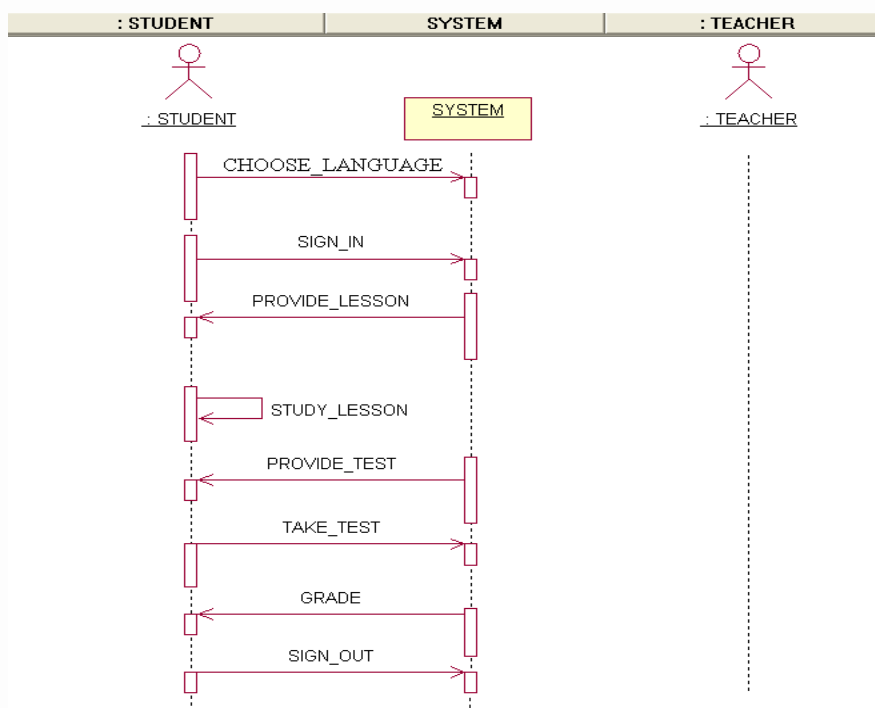 : STUDENT
SYSTEM
: TEACHER
: STUDENT
SYSTEM
: TEACHER
CHOOSE_LANGUAGE
SIGN_IN
PROVIDE_LESSON
STUDY_LESSON
PROVIDE_TEST
TAKE_TEST
GRADE
SIGN_OUT